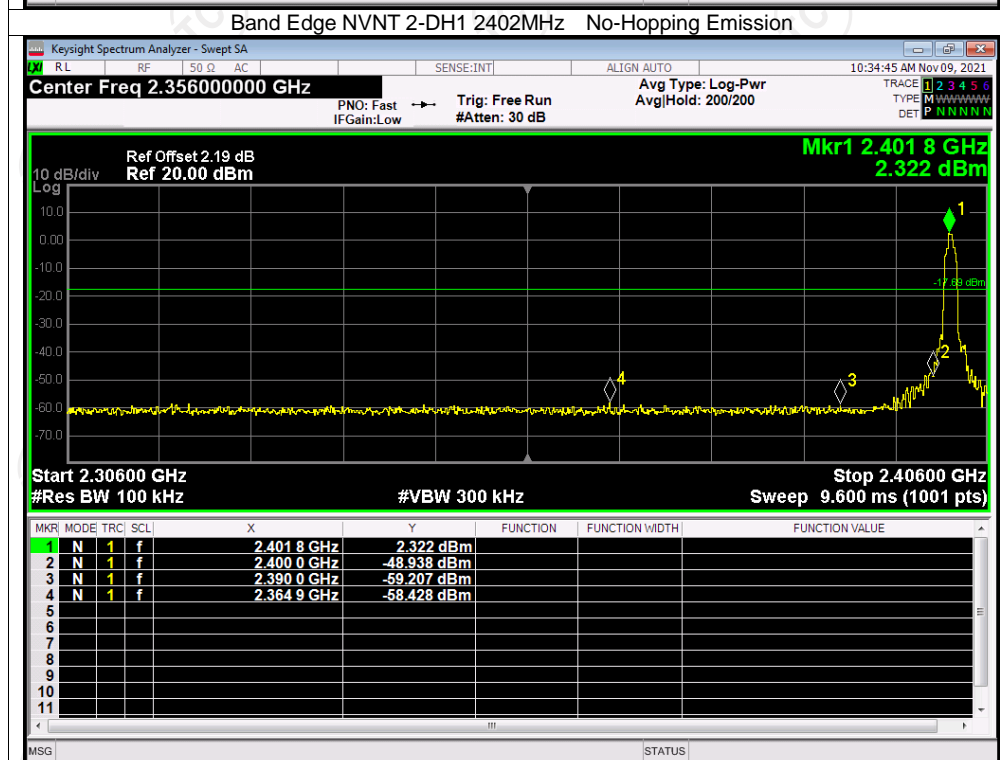 Band Edge NVNT 2-DH1 2402MHz No-Hopping Emission
Keysight Spectrum Analyzer - Swept SA
LXI RL RF 50 Ω AC SENSE:INT ALIGN AUTO 10:34:45 AM Nov 09, 2021
Center Freq 2.356000000 GHz
PNO: Fast
IFGain:Low
Trig: Free Run
#Atten: 30 dB
Avg Type: Log-Pwr
Avg|Hold: 200/200
TRACE 1 2 3 4 5 6
TYPE M WWWWW
DET P N N N N N
Mkr1 2.401 8 GHz
2.322 dBm
Ref Offset 2.19 dB
10 dB/div Ref 20.00 dBm
Log
10.0
0.00
-10.0
-20.0
-30.0
-40.0
-50.0
-60.0
-70.0
1
-17.69 dBm
2
3
4
Start 2.30600 GHz Stop 2.40600 GHz
#Res BW 100 kHz #VBW 300 kHz Sweep 9.600 ms (1001 pts)
MKR MODE TRC SCL X Y FUNCTION FUNCTION WIDTH FUNCTION VALUE
1 N 1 f 2.401 8 GHz 2.322 dBm
2 N 1 f 2.400 0 GHz -48.938 dBm
3 N 1 f 2.390 0 GHz -59.207 dBm
4 N 1 f 2.364 9 GHz -58.428 dBm
5
6
7
8
9
10
11
MSG STATUS